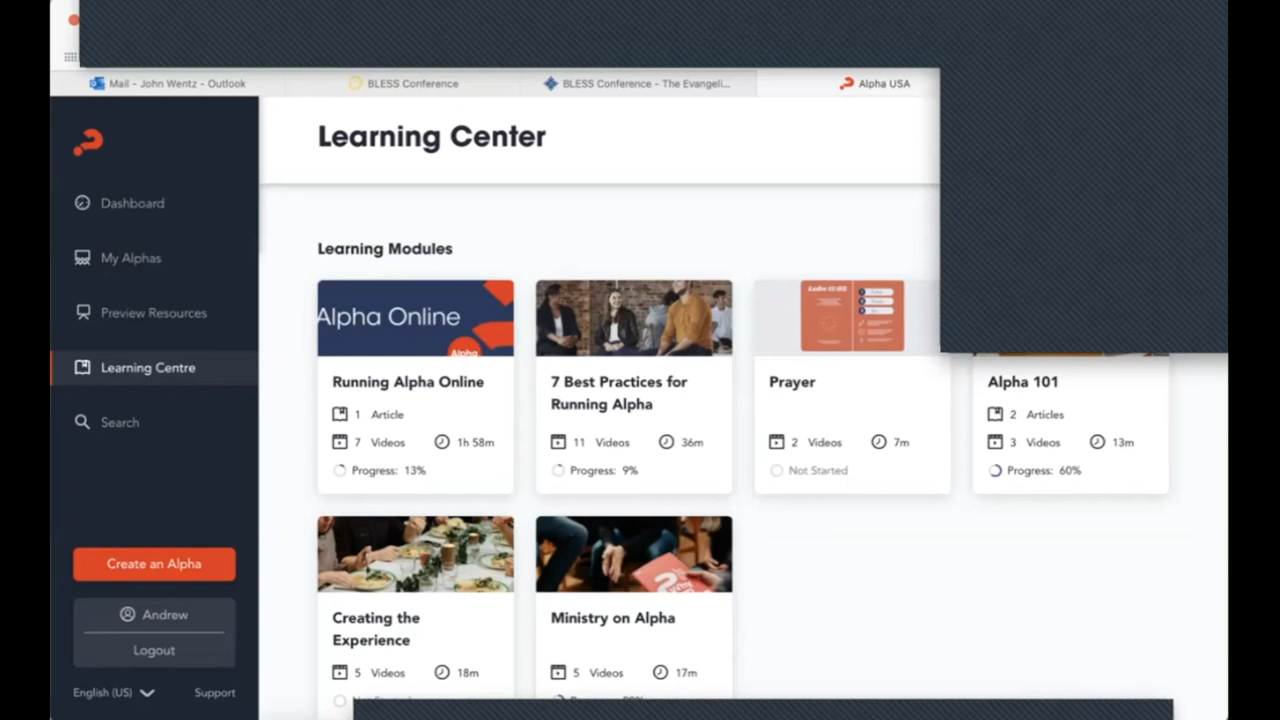 Mail - John Wentz - Outlook
BLESS Conference
BLESS Conference - The Evangeli...
Alpha USA
Learning Center
Dashboard
My Alphas
Preview Resources
Learning Centre
Search
Create an Alpha
Andrew
Logout
English (US)
Support
Learning Modules
Alpha Online
Alpha
Running Alpha Online
1 Article
7 Videos 1h 58m
Progress: 13%
7 Best Practices for
Running Alpha
11 Videos 36m
Progress: 9%
Prayer
2 Videos 7m
Not Started
Alpha 101
2 Articles
3 Videos 13m
Progress: 60%
Creating the
Experience
5 Videos 18m
Ministry on Alpha
5 Videos 17m